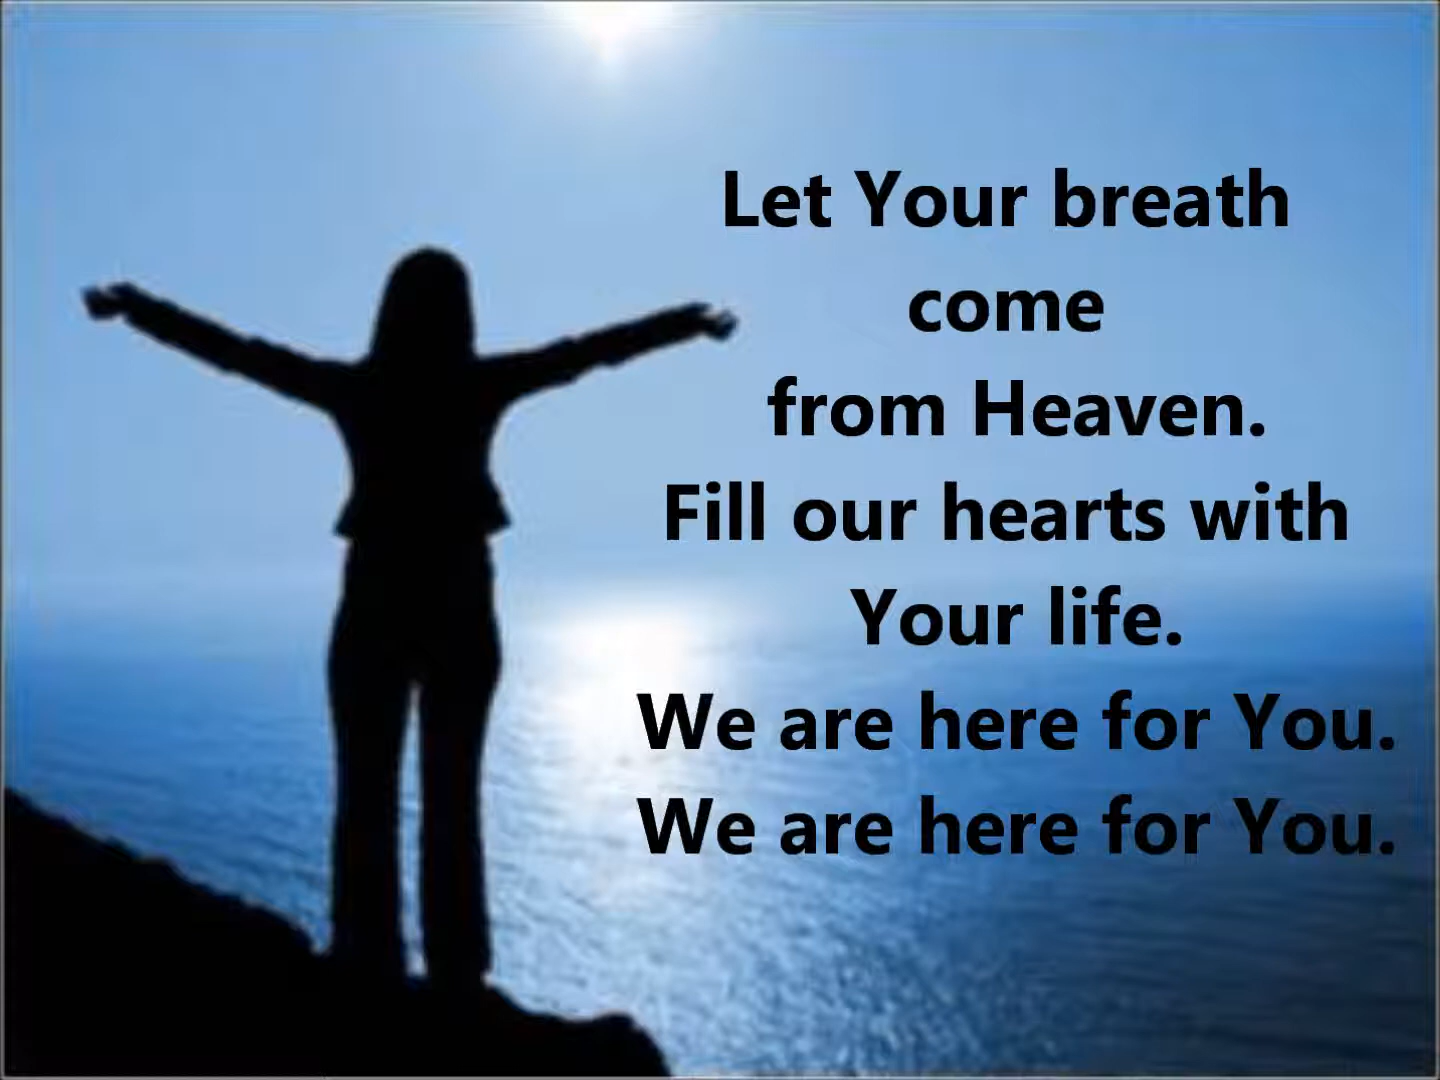 Let Your breath
come
from Heaven.
Fill our hearts with
Your life.
We are here for You.
We are here for You.